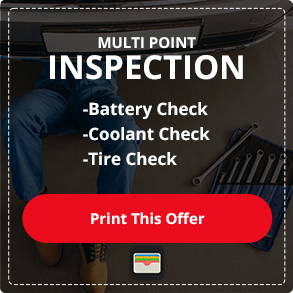 MULTI POINT
INSPECTION
-Battery Check
-Coolant Check
-Tire Check
Print This Offer